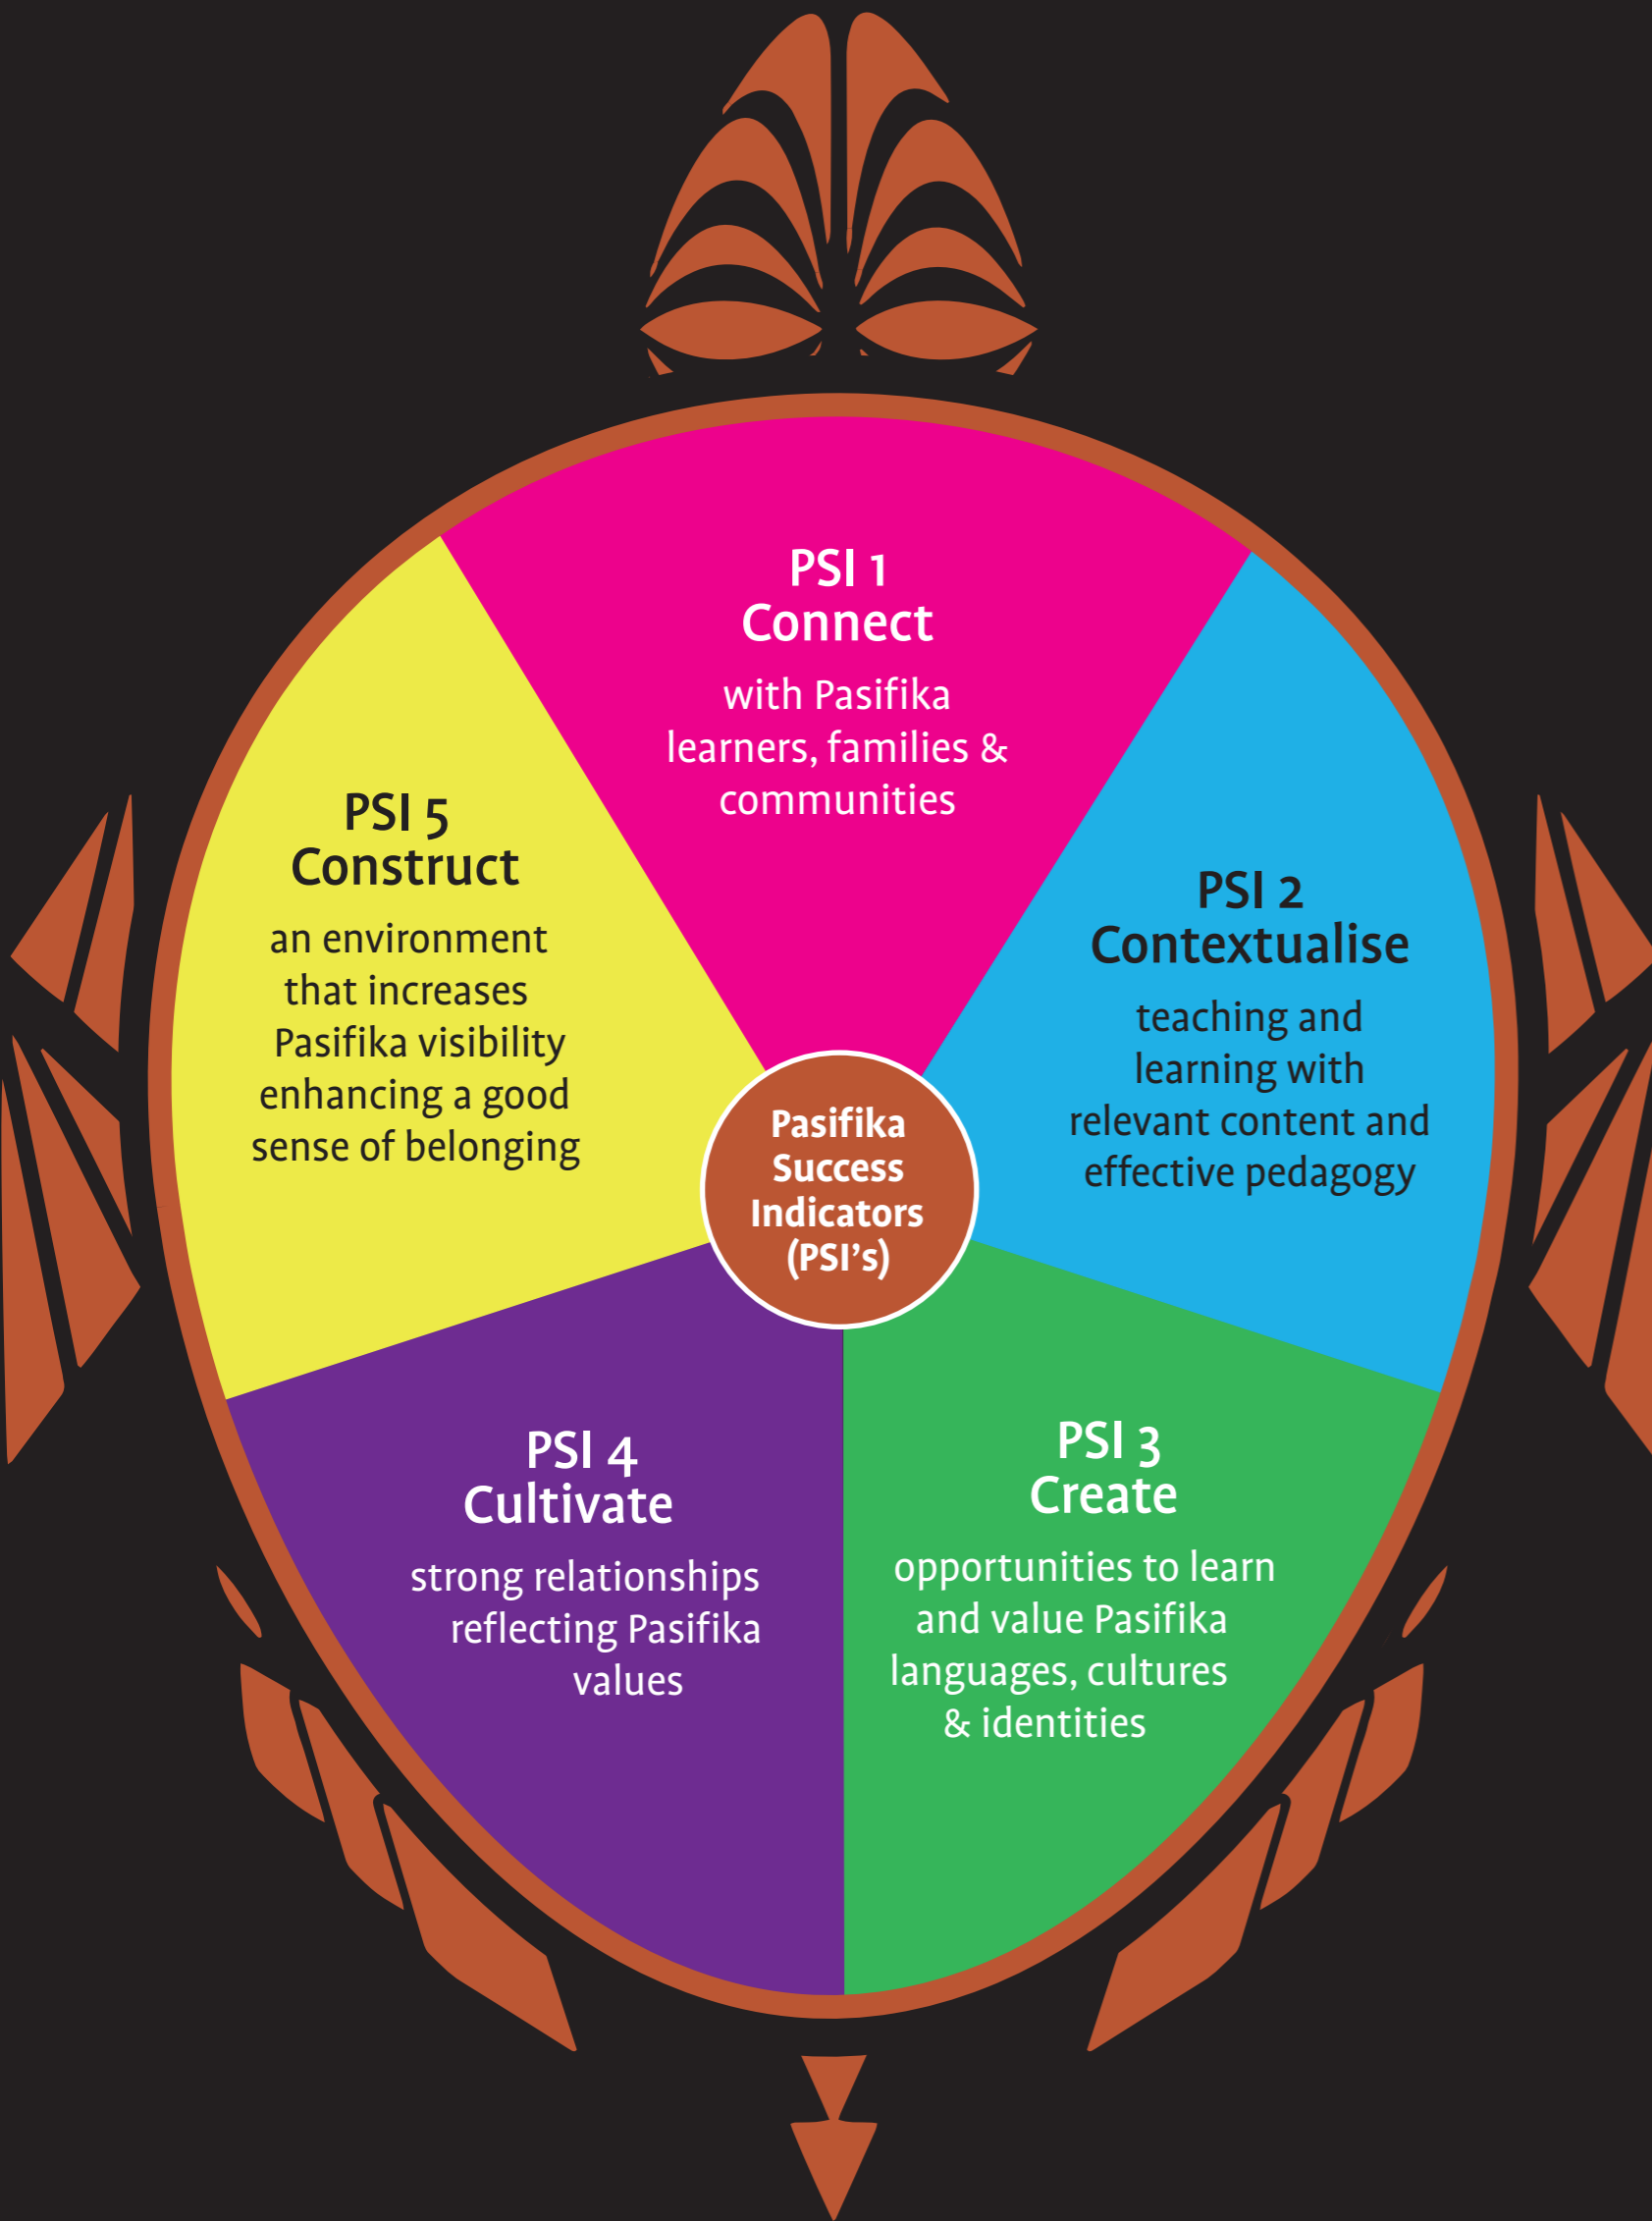 PSI 1
Connect
with Pasifika
learners, families &
communities
PSI 2
Contextualise
teaching and
learning with
relevant content and
effective pedagogy
PSI 3
Create
opportunities to learn
and value Pasifika
languages, cultures
& identities
PSI 4
Cultivate
strong relationships
reflecting Pasifika
values
PSI 5
Construct
an environment
that increases
Pasifika visibility
enhancing a good
sense of belonging
Pasifika
Success
Indicators
(PSI’s)